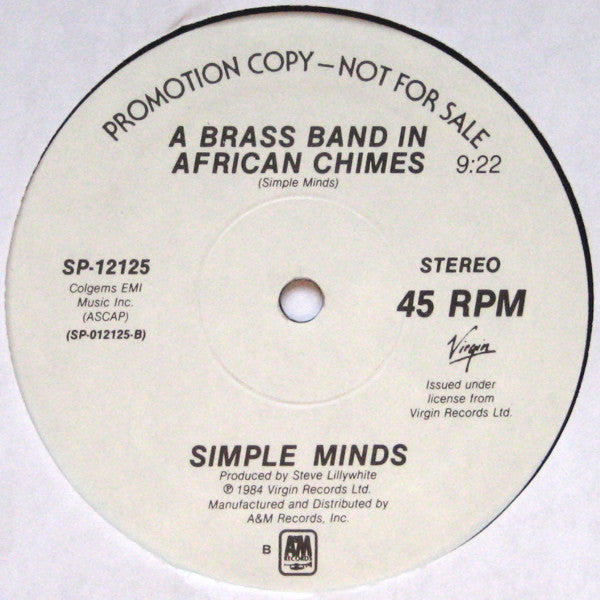 PROMOTION COPY — NOT FOR SALE
A BRASS BAND IN
AFRICAN CHIMES 9:22
(Simple Minds)
SP-12125
Colgems EMI
Music Inc.
(ASCAP)
(SP-012125-B)
STEREO
45 RPM
Virgin
Issued under
license from
Virgin Records Ltd.
SIMPLE MINDS
Produced by Steve Lillywhite
℗ 1984 Virgin Records Ltd.
Manufactured and Distributed by
A&M Records, Inc.
B
A&M
RECORDS